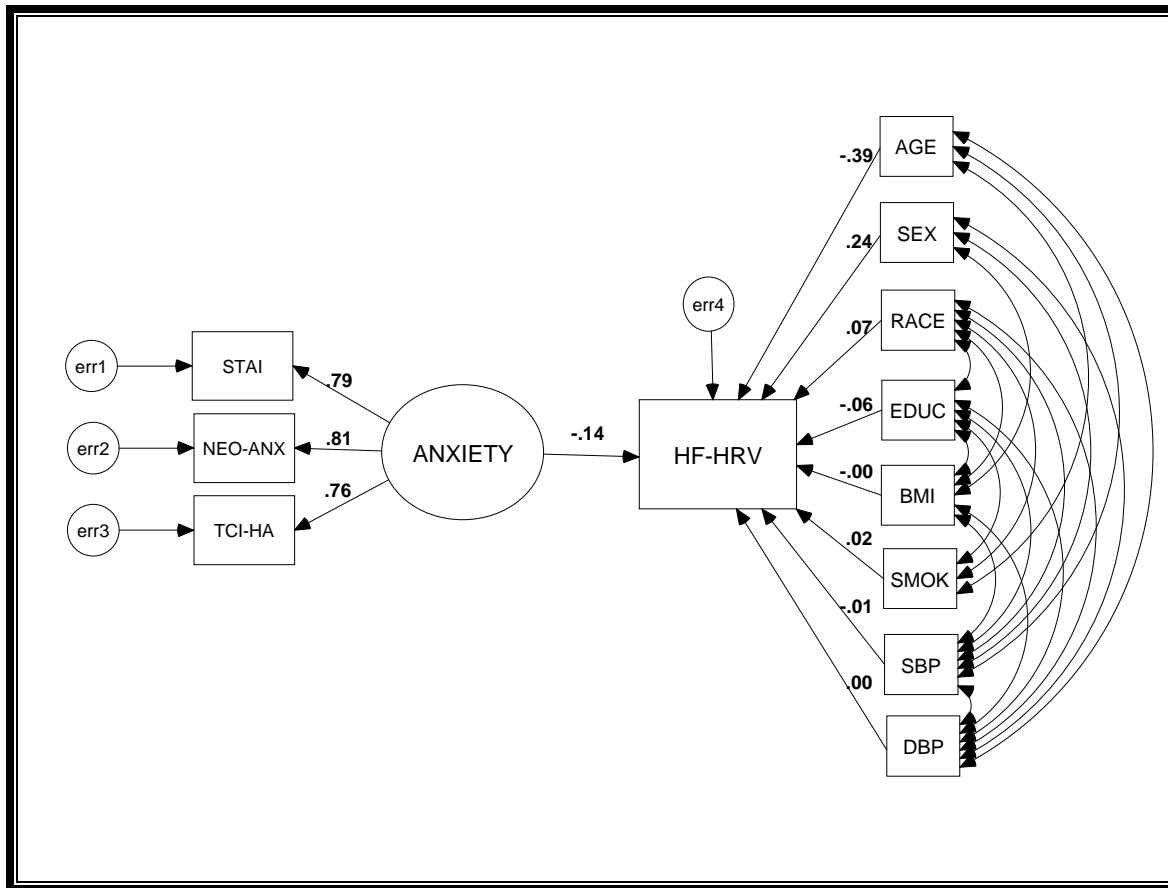 AGE
-.39
SEX
.24
err4
RACE
.07
err1
STAI
.79
EDUC
-.06
err2
NEO-ANX
.81
ANXIETY
-.14
HF-HRV
-.00
BMI
err3
TCI-HA
.76
.02
SMOK
-.01
SBP
.00
DBP